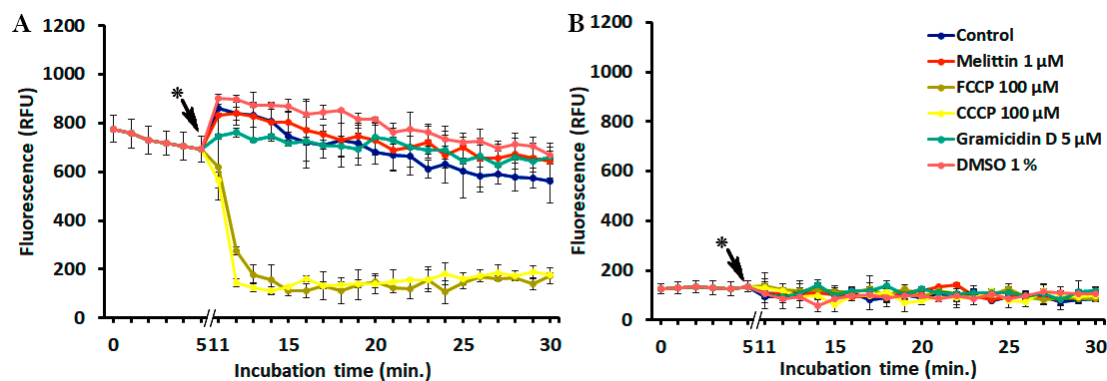 A
Fluorescence (RFU)
1200
1000
800
600
400
200
0
*
0 5 11 15 20 25 30
Incubation time (min.)
B
Fluorescence (RFU)
1200
1000
800
600
400
200
0
*
0 5 11 15 20 25 30
Incubation time (min.)
Control
Melittin 1 µM
FCCP 100 µM
CCCP 100 µM
Gramicidin D 5 µM
DMSO 1 %